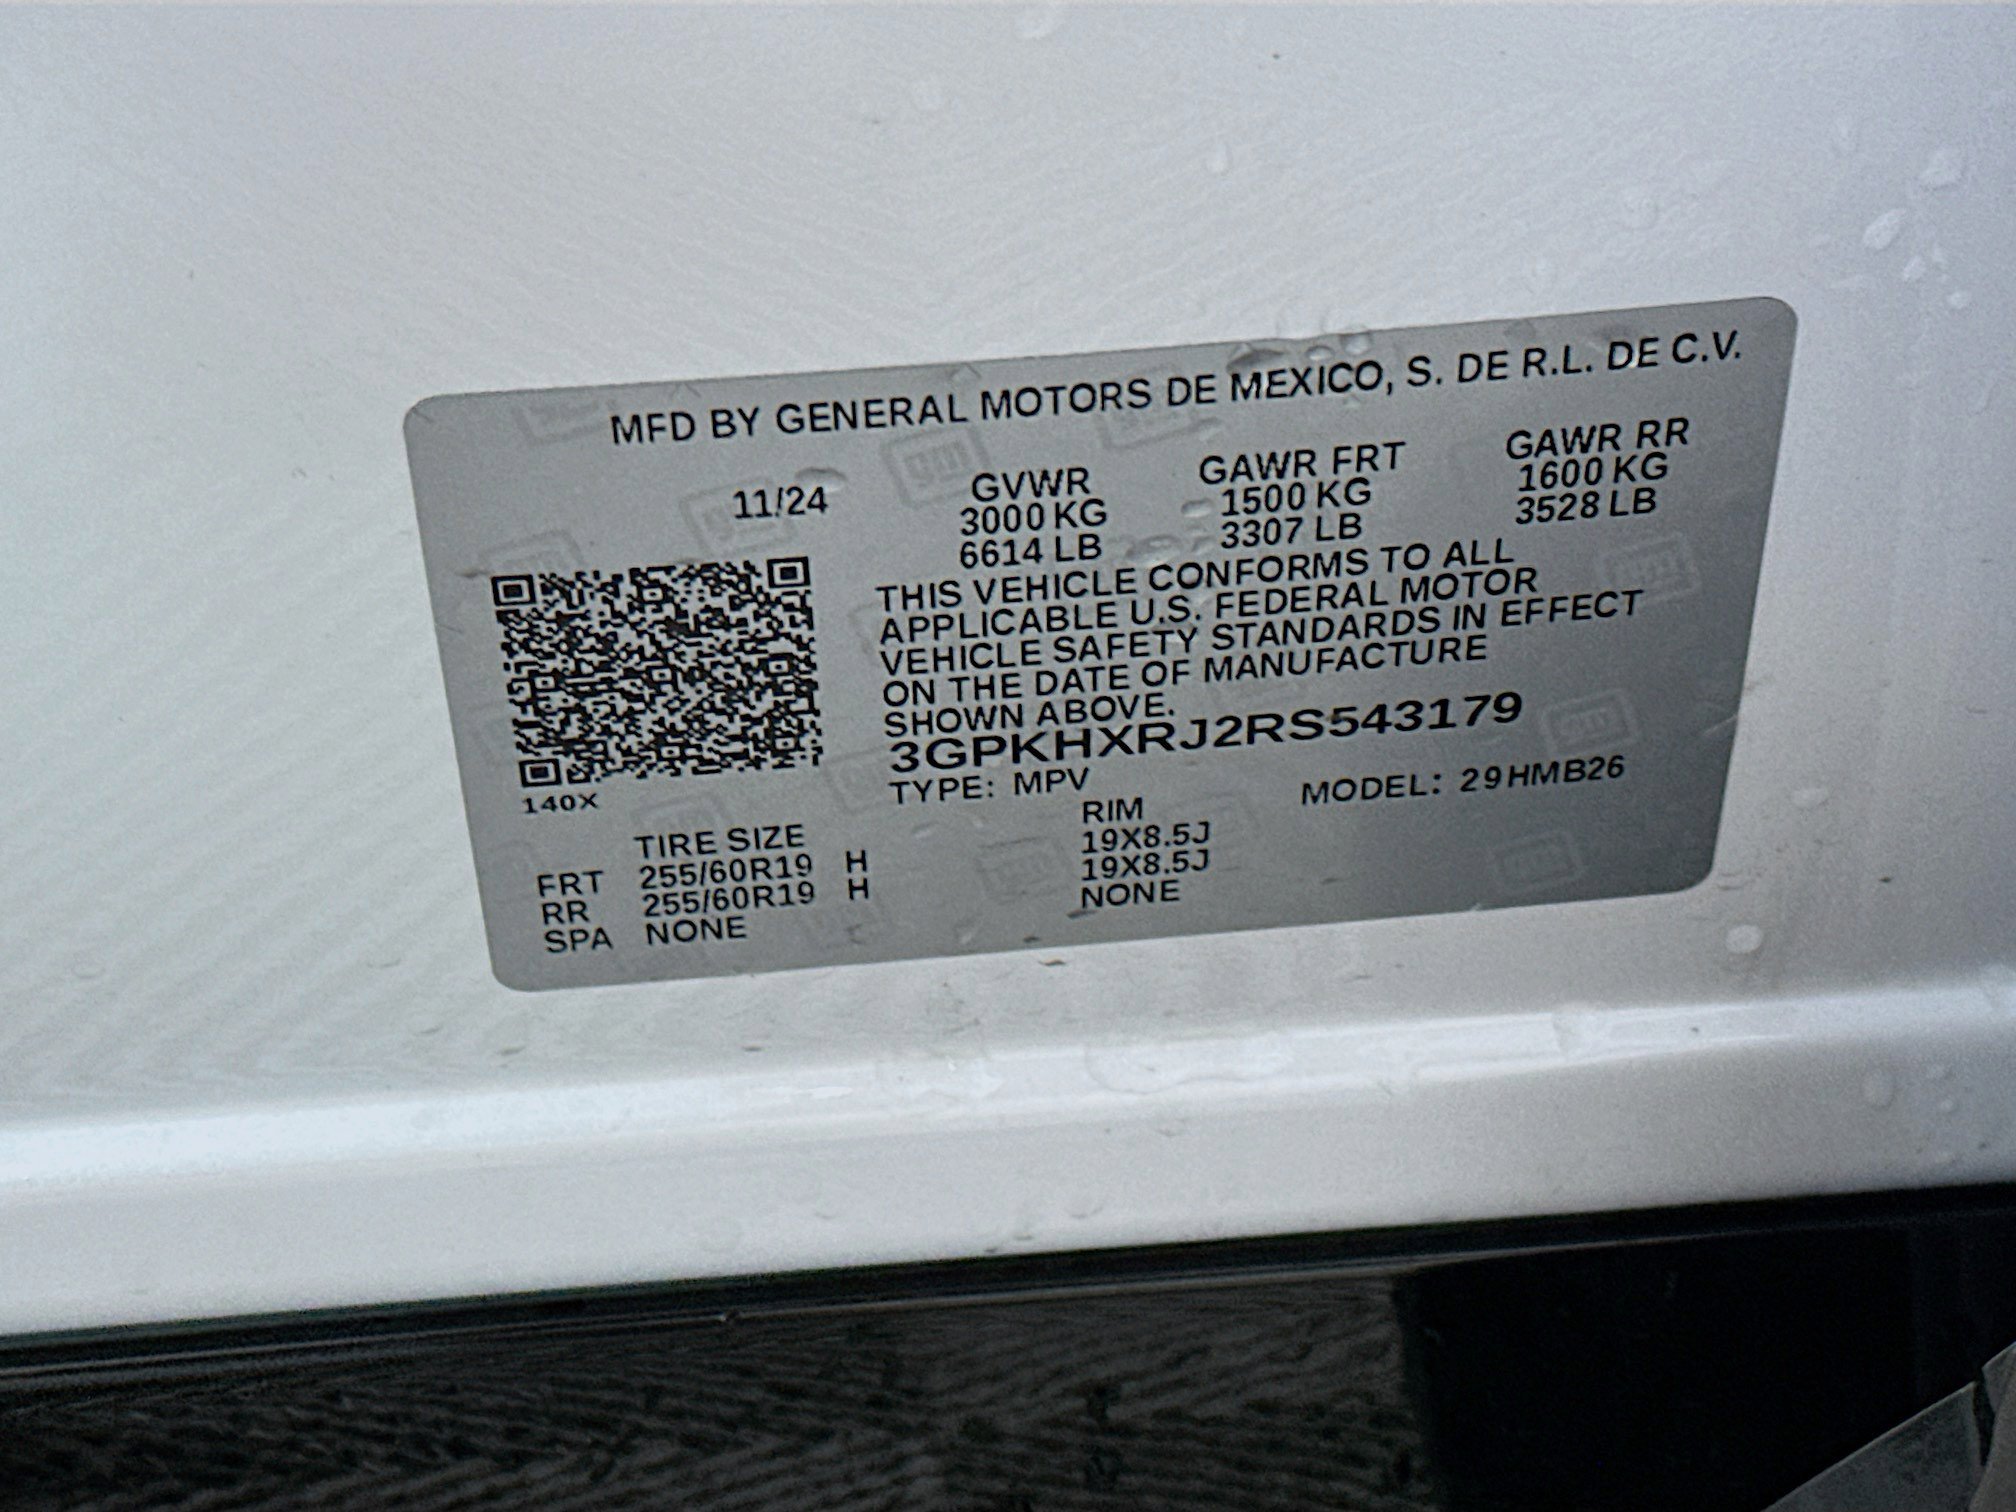 MFD BY GENERAL MOTORS DE MEXICO, S. DE R.L. DE C.V.
11/24 GVWR GAWR FRT GAWR RR
3000 KG 1500 KG 1600 KG
6614 LB 3307 LB 3528 LB
THIS VEHICLE CONFORMS TO ALL
APPLICABLE U.S. FEDERAL MOTOR
VEHICLE SAFETY STANDARDS IN EFFECT
ON THE DATE OF MANUFACTURE
SHOWN ABOVE.
3GPKHXRJ2RS543179
TYPE: MPV MODEL: 29HMB26
140X
TIRE SIZE RIM
FRT 255/60R19 H 19X8.5J
RR 255/60R19 H 19X8.5J
SPA NONE NONE